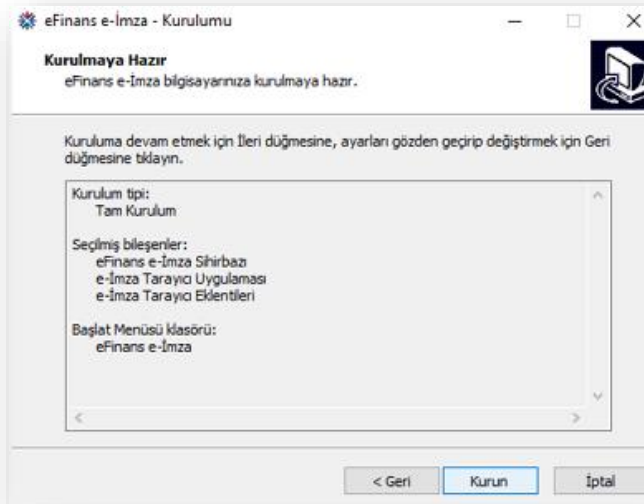 eFinans e-İmza - Kurulumu
Kurulmaya Hazır
eFinans e-İmza bilgisayarınıza kurulmaya hazır.
Kuruluma devam etmek için İleri düğmesine, ayarları gözden geçirip değiştirmek için Geri
düğmesine tıklayın.
Kurulum tipi:
Tam Kurulum
Seçilmiş bileşenler:
eFinans e-İmza Sihirbazı
e-İmza Tarayıcı Uygulaması
e-İmza Tarayıcı Eklentileri
Başlat Menüsü klasörü:
eFinans e-İmza
< Geri
Kurun
İptal